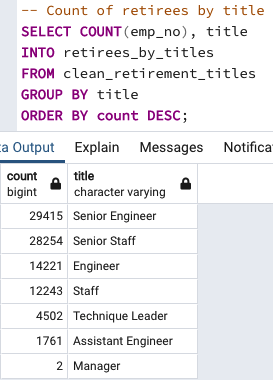 -- Count of retirees by title
SELECT COUNT(emp_no), title
INTO retirees_by_titles
FROM clean_retirement_titles
GROUP BY title
ORDER BY count DESC;
Output Explain Messages
count title
bigint character varying
29415 Senior Engineer
28254 Senior Staff
14221 Engineer
12243 Staff
4502 Technique Leader
1761 Assistant Engineer
2 Manager